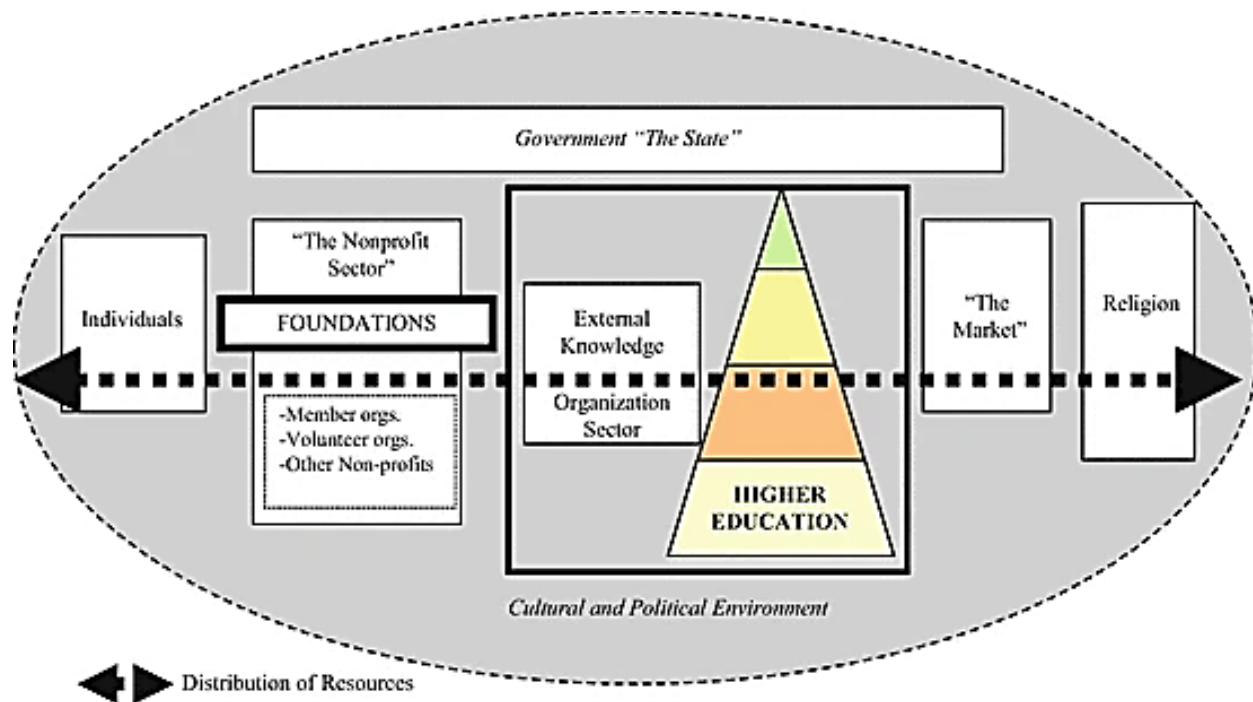 Government "The State"
"The Nonprofit
Sector"
FOUNDATIONS
-Member orgs.
-Volunteer orgs.
-Other Non-profits
Individuals
External
Knowledge
Organization
Sector
HIGHER
EDUCATION
"The
Market"
Religion
Cultural and Political Environment
Distribution of Resources